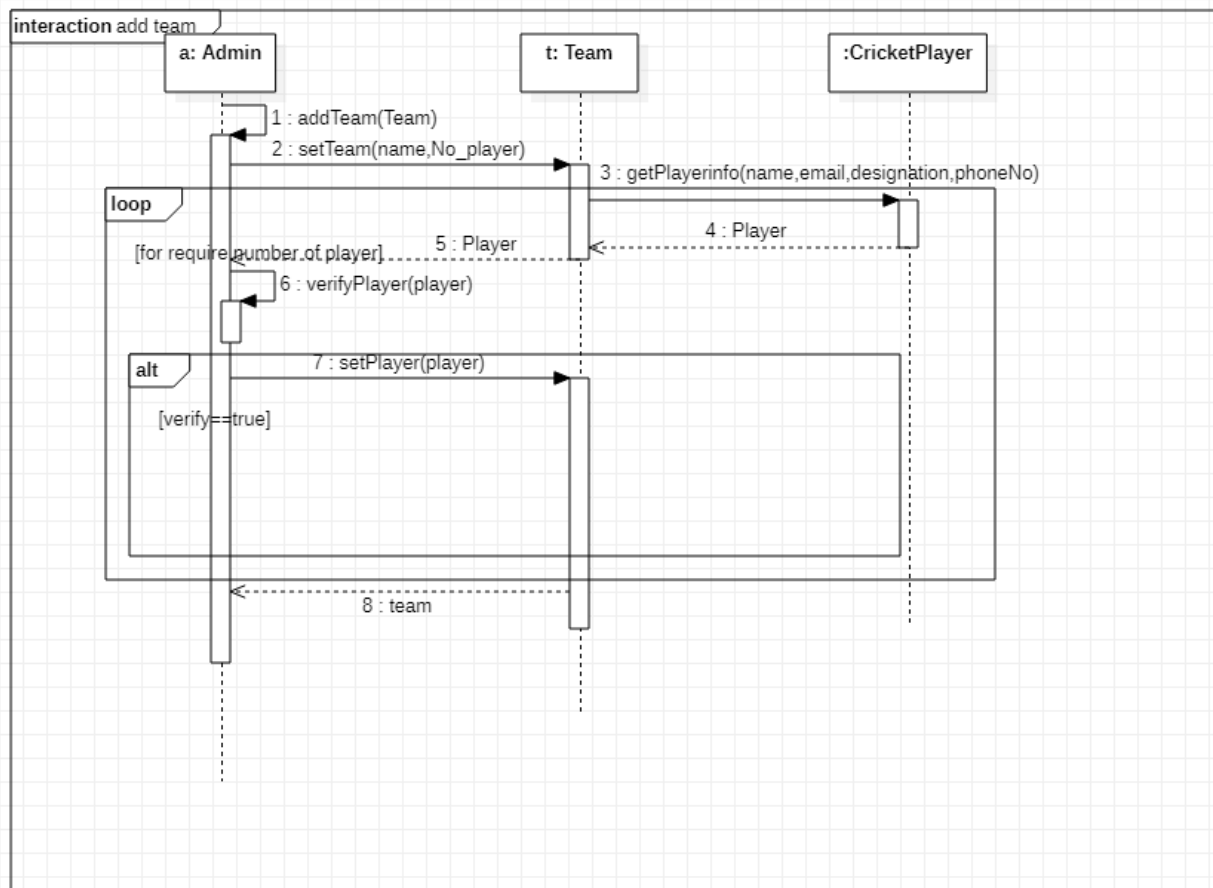 interaction add team
a: Admin
t: Team
:CricketPlayer
1 : addTeam(Team)
2 : setTeam(name,No_player)
3 : getPlayerinfo(name,email,designation,phoneNo)
loop
4 : Player
5 : Player
[for require number of player]
6 : verifyPlayer(player)
alt
7 : setPlayer(player)
[verify==true]
8 : team